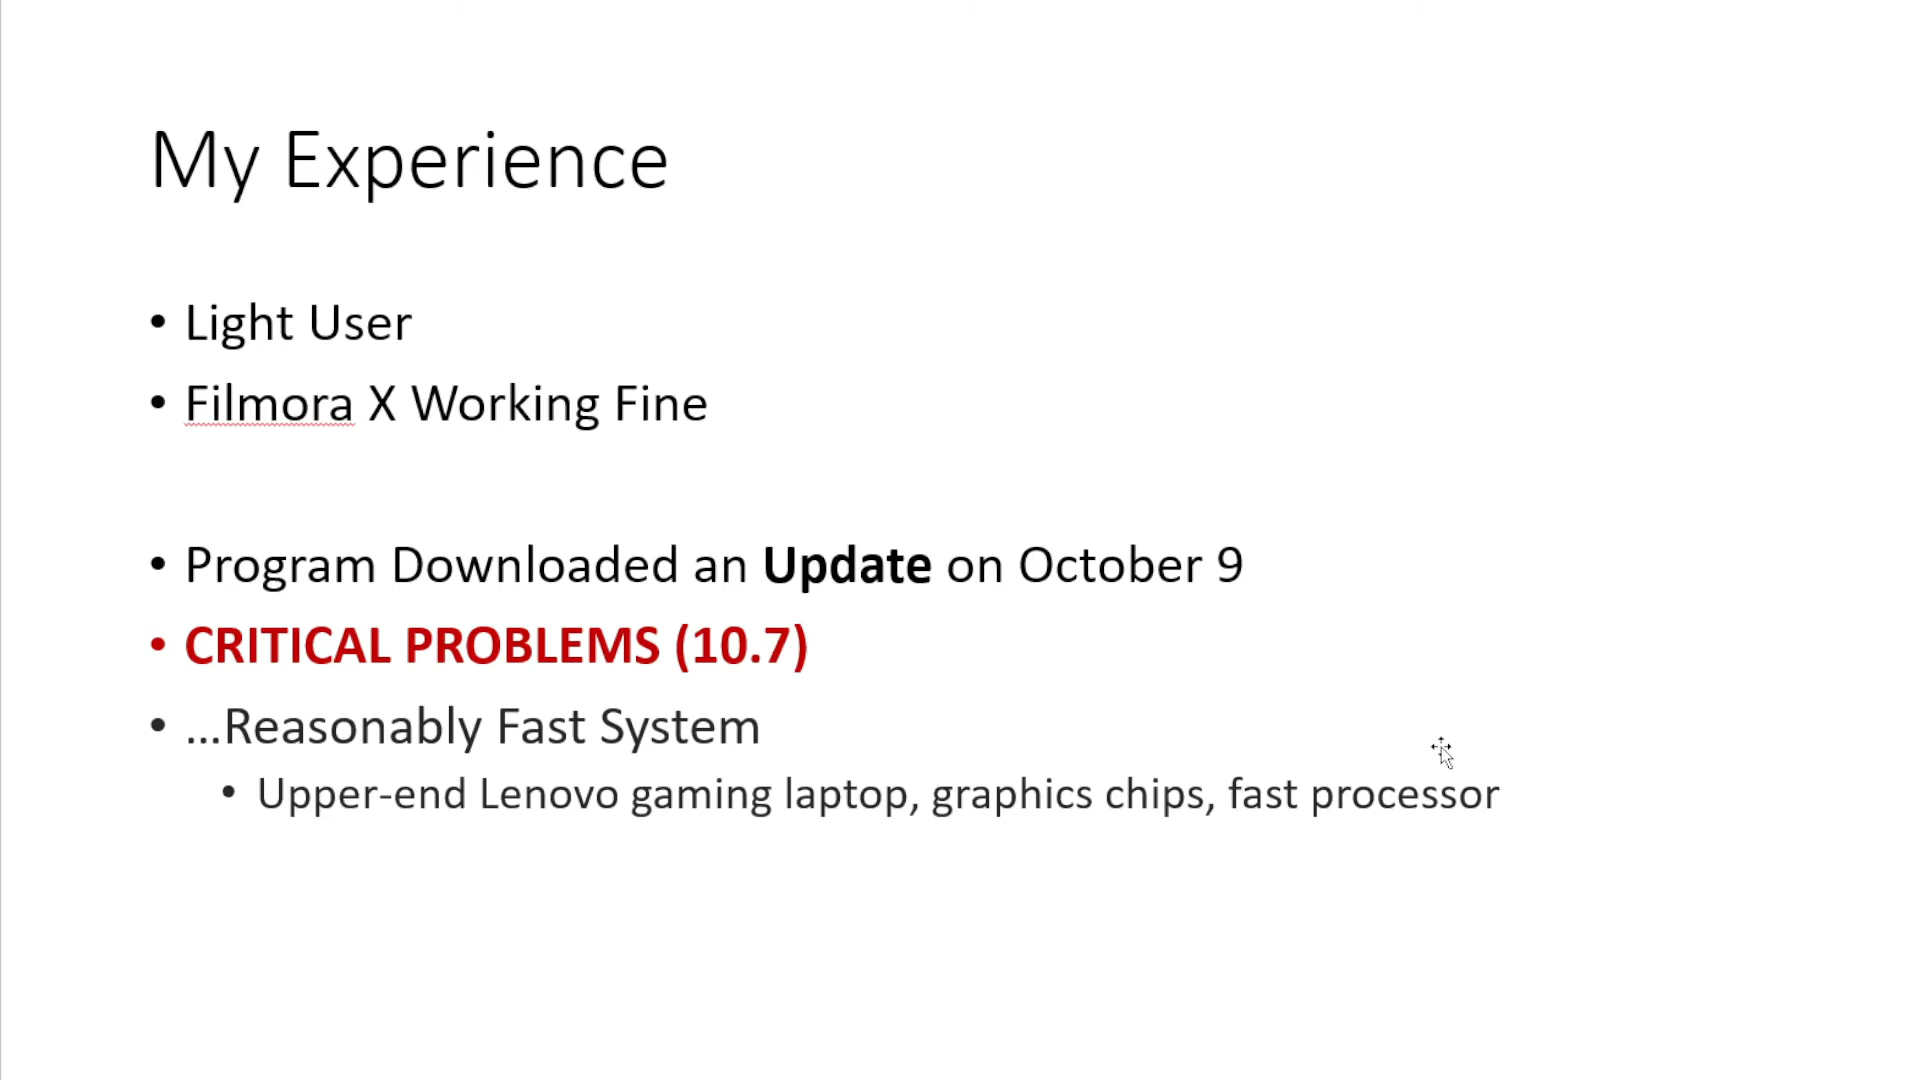 My Experience
• Light User
• Filmora X Working Fine
• Program Downloaded an Update on October 9
• CRITICAL PROBLEMS (10.7)
• ...Reasonably Fast System
• Upper-end Lenovo gaming laptop, graphics chips, fast processor